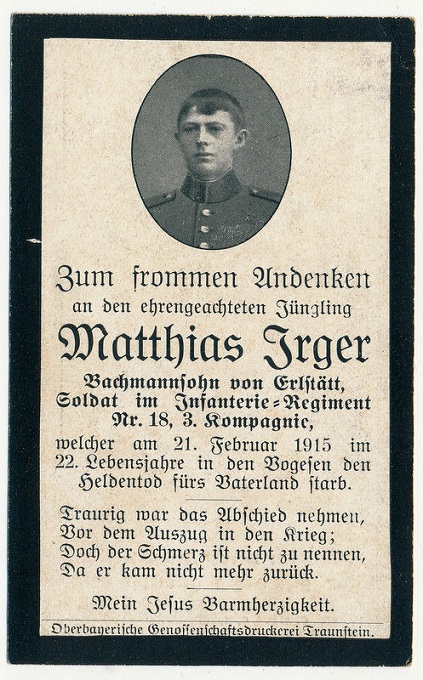 Zum frommen Andenken
an den ehrengeachteten Jüngling
Matthias Irger
Bachmannsohn von Erlstätt,
Soldat im Infanterie-Regiment
Nr. 18, 3. Kompagnie,
welcher am 21. Februar 1915 im
22. Lebensjahre in den Vogesen den
Heldentod fürs Vaterland starb.
Traurig war das Abschied nehmen,
Vor dem Auszug in den Krieg;
Doch der Schmerz ist nicht zu nennen,
Da er kam nicht mehr zurück.
Mein Jesus Barmherzigkeit.
Oberbayerische Genossenschaftsdruckerei Traunstein.